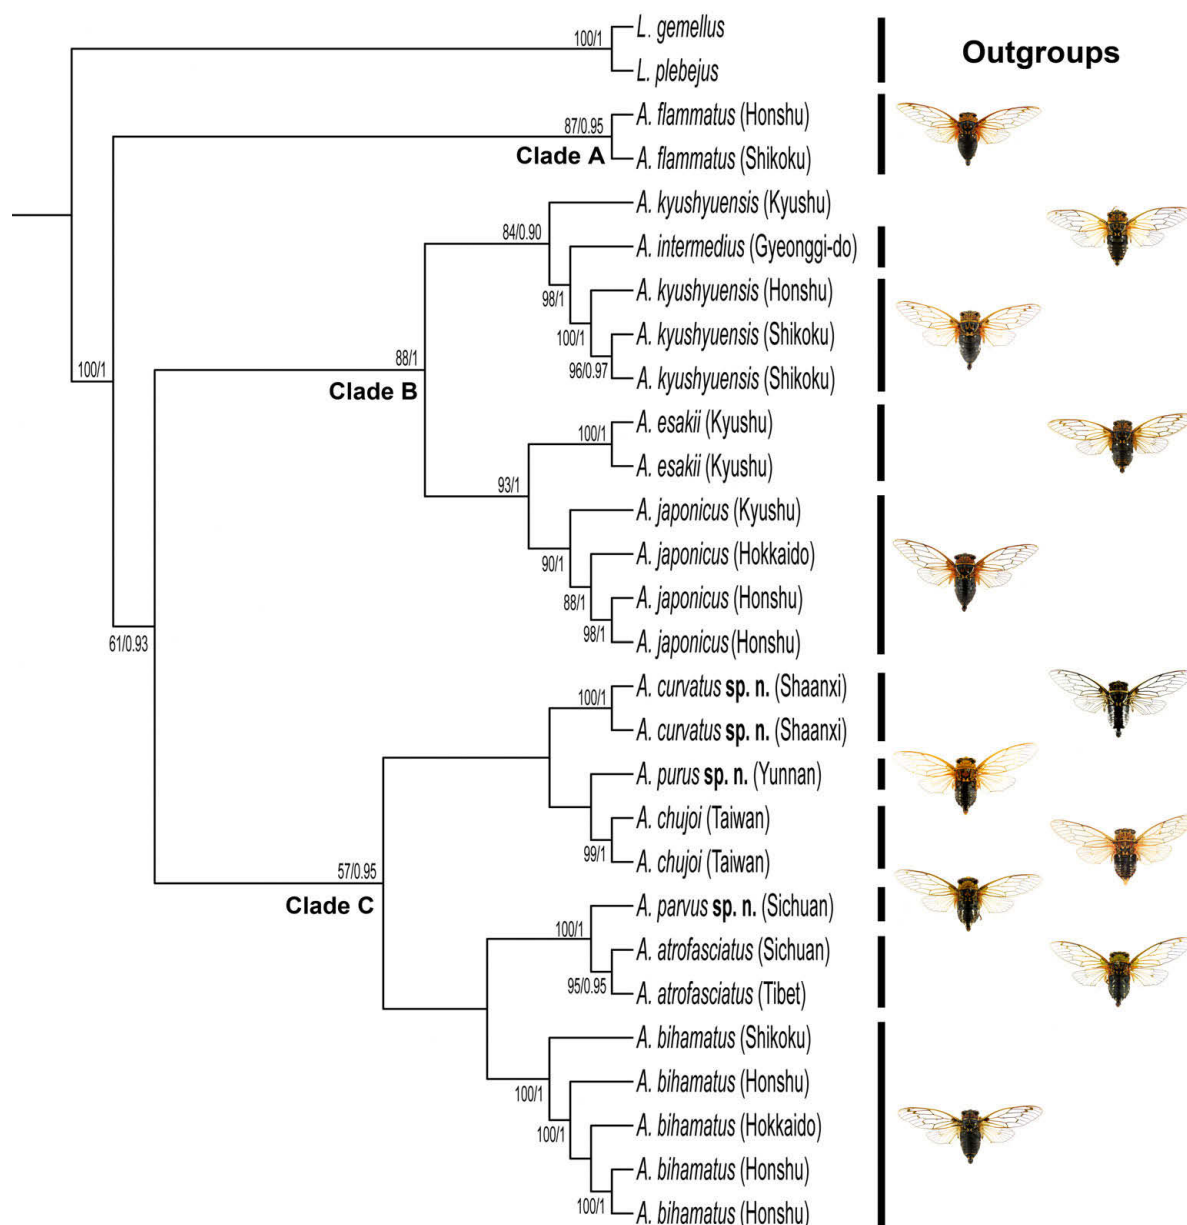 L. gemellus
100/1
Outgroups
L. plebejus
A. flammatus (Honshu)
87/0.95
Clade A
A. flammatus (Shikoku)
A. kyushyuensis (Kyushu)
84/0.90
A. intermedius (Gyeonggi-do)
98/1
A. kyushyuensis (Honshu)
100/1
A. kyushyuensis (Shikoku)
96/0.97
A. kyushyuensis (Shikoku)
88/1
Clade B
100/1
A. esakii (Kyushu)
100/1
A. esakii (Kyushu)
93/1
A. japonicus (Kyushu)
90/1
A. japonicus (Hokkaido)
88/1
A. japonicus (Honshu)
98/1
A. japonicus (Honshu)
61/0.93
A. curvatus sp. n. (Shaanxi)
100/1
A. curvatus sp. n. (Shaanxi)
A. purus sp. n. (Yunnan)
A. chujoi (Taiwan)
99/1
A. chujoi (Taiwan)
57/0.95
Clade C
A. parvus sp. n. (Sichuan)
100/1
A. atrofasciatus (Sichuan)
95/0.95
A. atrofasciatus (Tibet)
A. bihamatus (Shikoku)
100/1
A. bihamatus (Honshu)
100/1
A. bihamatus (Hokkaido)
A. bihamatus (Honshu)
100/1
A. bihamatus (Honshu)